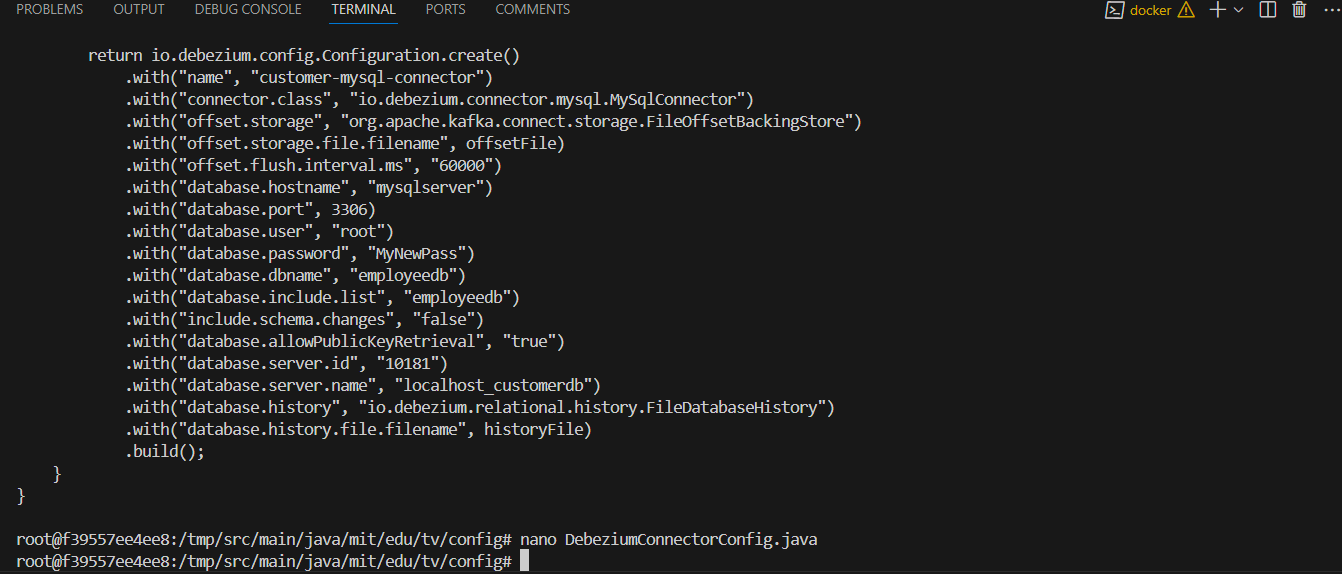 PROBLEMS OUTPUT DEBUG CONSOLE TERMINAL PORTS COMMENTS docker
return io.debezium.config.Configuration.create()
.with("name", "customer-mysql-connector")
.with("connector.class", "io.debezium.connector.mysql.MySqlConnector")
.with("offset.storage", "org.apache.kafka.connect.storage.FileOffsetBackingStore")
.with("offset.storage.file.filename", offsetFile)
.with("offset.flush.interval.ms", "60000")
.with("database.hostname", "mysqlserver")
.with("database.port", 3306)
.with("database.user", "root")
.with("database.password", "MyNewPass")
.with("database.dbname", "employeedb")
.with("database.include.list", "employeedb")
.with("include.schema.changes", "false")
.with("database.allowPublicKeyRetrieval", "true")
.with("database.server.id", "10181")
.with("database.server.name", "localhost_customerdb")
.with("database.history", "io.debezium.relational.history.FileDatabaseHistory")
.with("database.history.file.filename", historyFile)
.build();
}
}
root@f39557ee4ee8:/tmp/src/main/java/mit/edu/tv/config# nano DebeziumConnectorConfig.java
root@f39557ee4ee8:/tmp/src/main/java/mit/edu/tv/config#